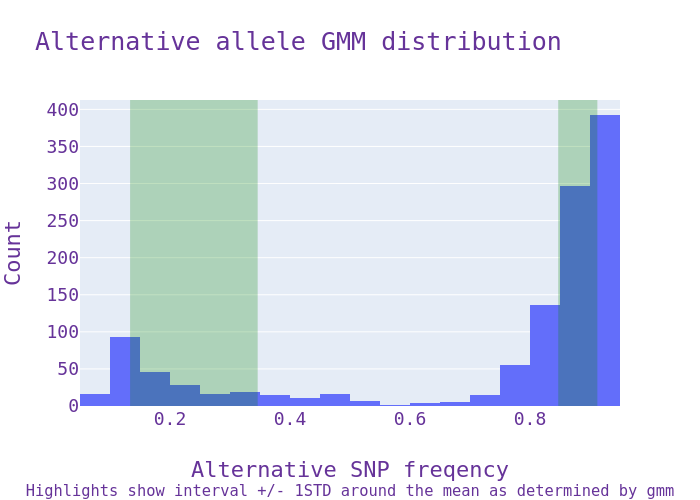 Alternative allele GMM distribution
400
350
300
250
200
150
100
50
0
Count
0.2 0.4 0.6 0.8
Alternative SNP freqency
Highlights show interval +/- 1STD around the mean as determined by gmm